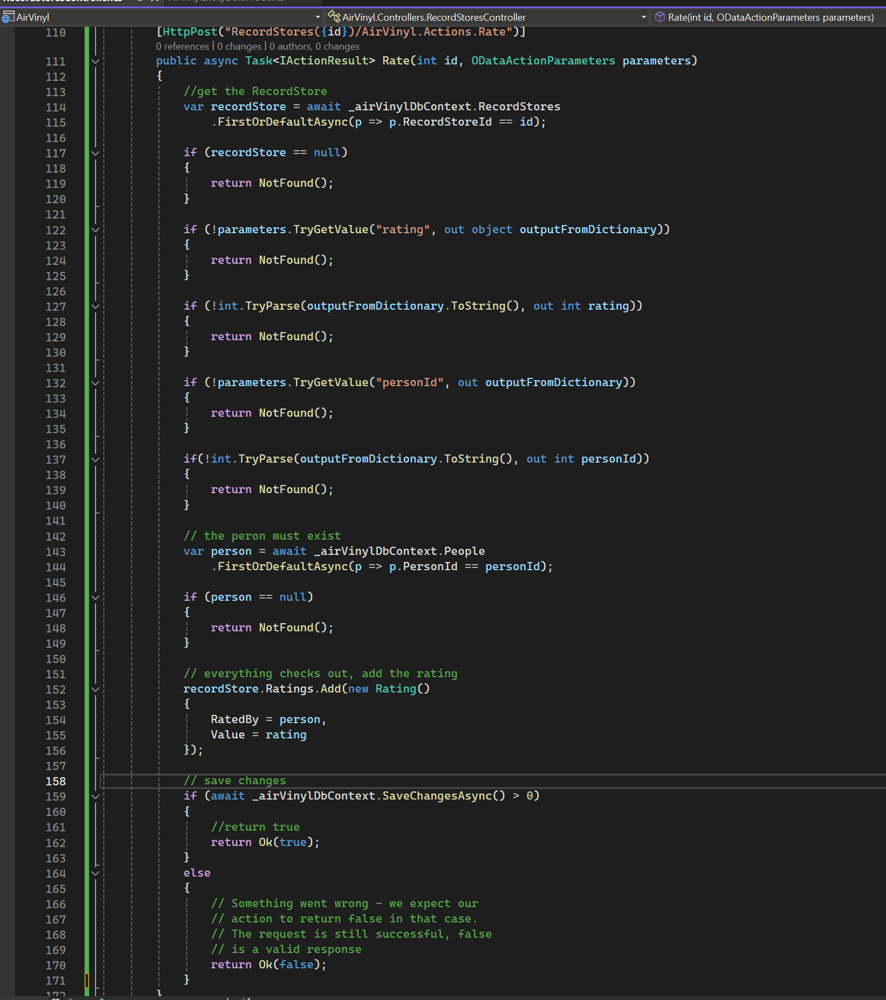 AirVinyl AirVinyl.Controllers.RecordStoresController Rate(int id, ODataActionParameters parameters)
110 [HttpPost("RecordStores({id})/AirVinyl.Actions.Rate")]
0 references | 0 changes | 0 authors, 0 changes
111 public async Task<IActionResult> Rate(int id, ODataActionParameters parameters)
112 {
113 //get the RecordStore
114 var recordStore = await _airVinylDbContext.RecordStores
115 .FirstOrDefaultAsync(p => p.RecordStoreId == id);
116
117 if (recordStore == null)
118 {
119 return NotFound();
120 }
121
122 if (!parameters.TryGetValue("rating", out object outputFromDictionary))
123 {
124 return NotFound();
125 }
126
127 if (!int.TryParse(outputFromDictionary.ToString(), out int rating))
128 {
129 return NotFound();
130 }
131
132 if (!parameters.TryGetValue("personId", out outputFromDictionary))
133 {
134 return NotFound();
135 }
136
137 if(!int.TryParse(outputFromDictionary.ToString(), out int personId))
138 {
139 return NotFound();
140 }
141
142 // the peron must exist
143 var person = await _airVinylDbContext.People
144 .FirstOrDefaultAsync(p => p.PersonId == personId);
145
146 if (person == null)
147 {
148 return NotFound();
149 }
150
151 // everything checks out, add the rating
152 recordStore.Ratings.Add(new Rating()
153 {
154 RatedBy = person,
155 Value = rating
156 });
157
158 // save changes
159 if (await _airVinylDbContext.SaveChangesAsync() > 0)
160 {
161 //return true
162 return Ok(true);
163 }
164 else
165 {
166 // Something went wrong - we expect our
167 // action to return false in that case.
168 // The request is still successful, false
169 // is a valid response
170 return Ok(false);
171 }
172 }